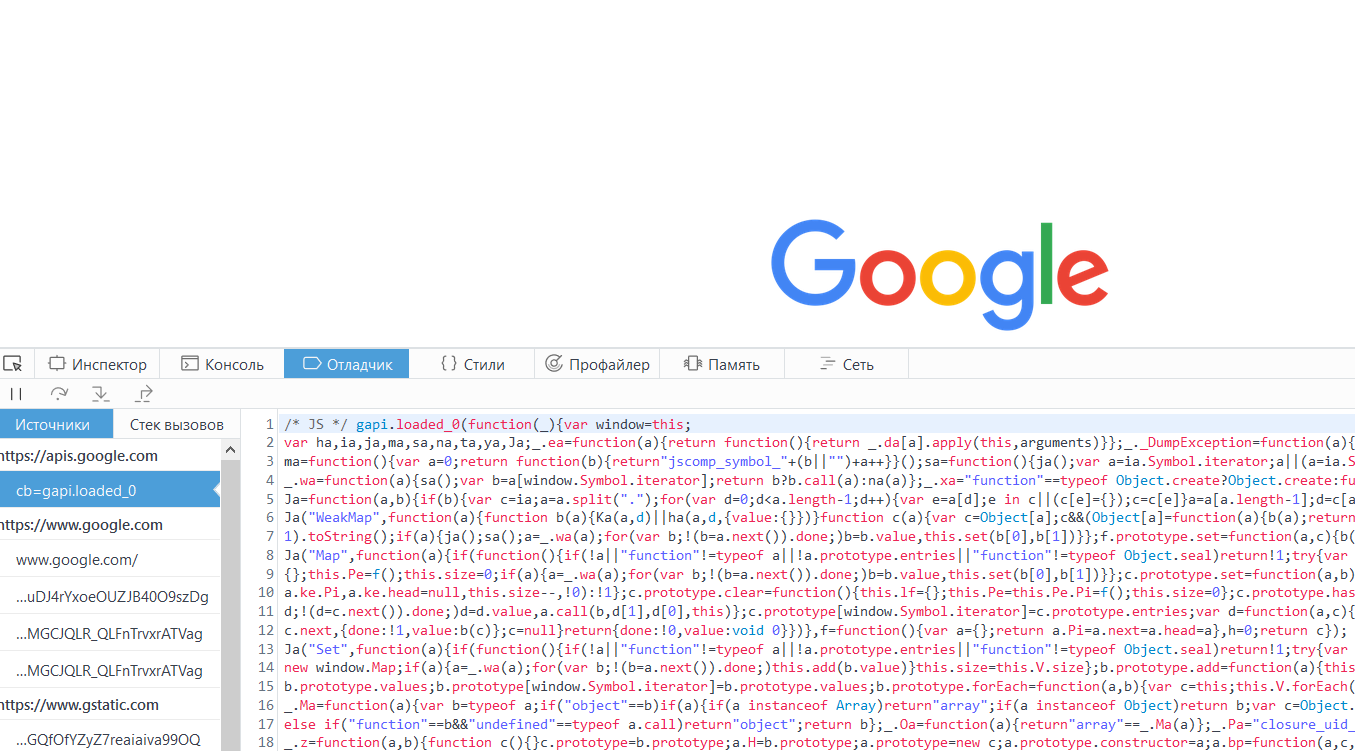 Google
Инспектор Консоль Отладчик Стили Профайлер Память Сеть
Источники Стек вызовов
https://apis.google.com
cb=gapi.loaded_0
https://www.google.com
www.google.com/
...uDJ4rYxoeOUZJB40O9szDg
...MGCJQLR_QLFnTrvxrATVag
...MGCJQLR_QLFnTrvxrATVag
https://www.gstatic.com
...GQfOfYZyZ7reaiaiva99OQ
1 /* JS */ gapi.loaded_0(function(_){var window=this;
2 var ha,ia,ja,ma,sa,na,ta,ya,Ja;_.ea=function(a){return function(){return _.da[a].apply(this,arguments)}};_._DumpException=function(a){
3 ma=function(){var a=0;return function(b){return"jscomp_symbol_"+(b||"")+a++}}();sa=function(){ja();var a=ia.Symbol.iterator;a||(a=ia.S
4 _.wa=function(a){sa();var b=a[window.Symbol.iterator];return b?b.call(a):na(a)};_.xa="function"==typeof Object.create?Object.create:fu
5 Ja=function(a,b){if(b){var c=ia;a=a.split(".");for(var d=0;d<a.length-1;d++){var e=a[d];e in c||(c[e]={});c=c[e]}a=a[a.length-1];d=c[a
6 Ja("WeakMap",function(a){function b(a){Ka(a,d)||ha(a,d,{value:{}})}function c(a){var c=Object[a];c&&(Object[a]=function(a){b(a);return
7 1).toString();if(a){ja();sa();a=_.wa(a);for(var b;!(b=a.next()).done;)b=b.value,this.set(b[0],b[1])}};f.prototype.set=function(a,c){b(
8 Ja("Map",function(a){if(function(){if(!a||"function"!=typeof a||!a.prototype.entries||"function"!=typeof Object.seal)return!1;try{var
9 {};this.Pe=f();this.size=0;if(a){a=_.wa(a);for(var b;!(b=a.next()).done;)b=b.value,this.set(b[0],b[1])}};c.prototype.set=function(a,b)
10 a.ke.Pi,a.ke.head=null,this.size--,!0):!1};c.prototype.clear=function(){this.lf={};this.Pe=this.Pe.Pi=f();this.size=0};c.prototype.has
11 d;!(d=c.next()).done;)d=d.value,a.call(b,d[1],d[0],this)};c.prototype[window.Symbol.iterator]=c.prototype.entries;var d=function(a,c){
12 c.next,{done:!1,value:b(c)};c=null}return{done:!0,value:void 0}})},f=function(){var a={};return a.Pi=a.next=a.head=a},h=0;return c});
13 Ja("Set",function(a){if(function(){if(!a||"function"!=typeof a||!a.prototype.entries||"function"!=typeof Object.seal)return!1;try{var
14 new window.Map;if(a){a=_.wa(a);for(var b;!(b=a.next()).done;)this.add(b.value)}this.size=this.V.size};b.prototype.add=function(a){this
15 b.prototype.values;b.prototype[window.Symbol.iterator]=b.prototype.values;b.prototype.forEach=function(a,b){var c=this;this.V.forEach(
16 _.Ma=function(a){var b=typeof a;if("object"==b)if(a){if(a instanceof Array)return"array";if(a instanceof Object)return b;var c=Object.
17 else if("function"==b&&"undefined"==typeof a.call)return"object";return b};_.Oa=function(a){return"array"==_.Ma(a)};_.Pa="closure_uid_
18 _.z=function(a,b){function c(){}c.prototype=b.prototype;a.H=b.prototype;a.prototype=new c;a.prototype.constructor=a;a.bp=function(a,c,